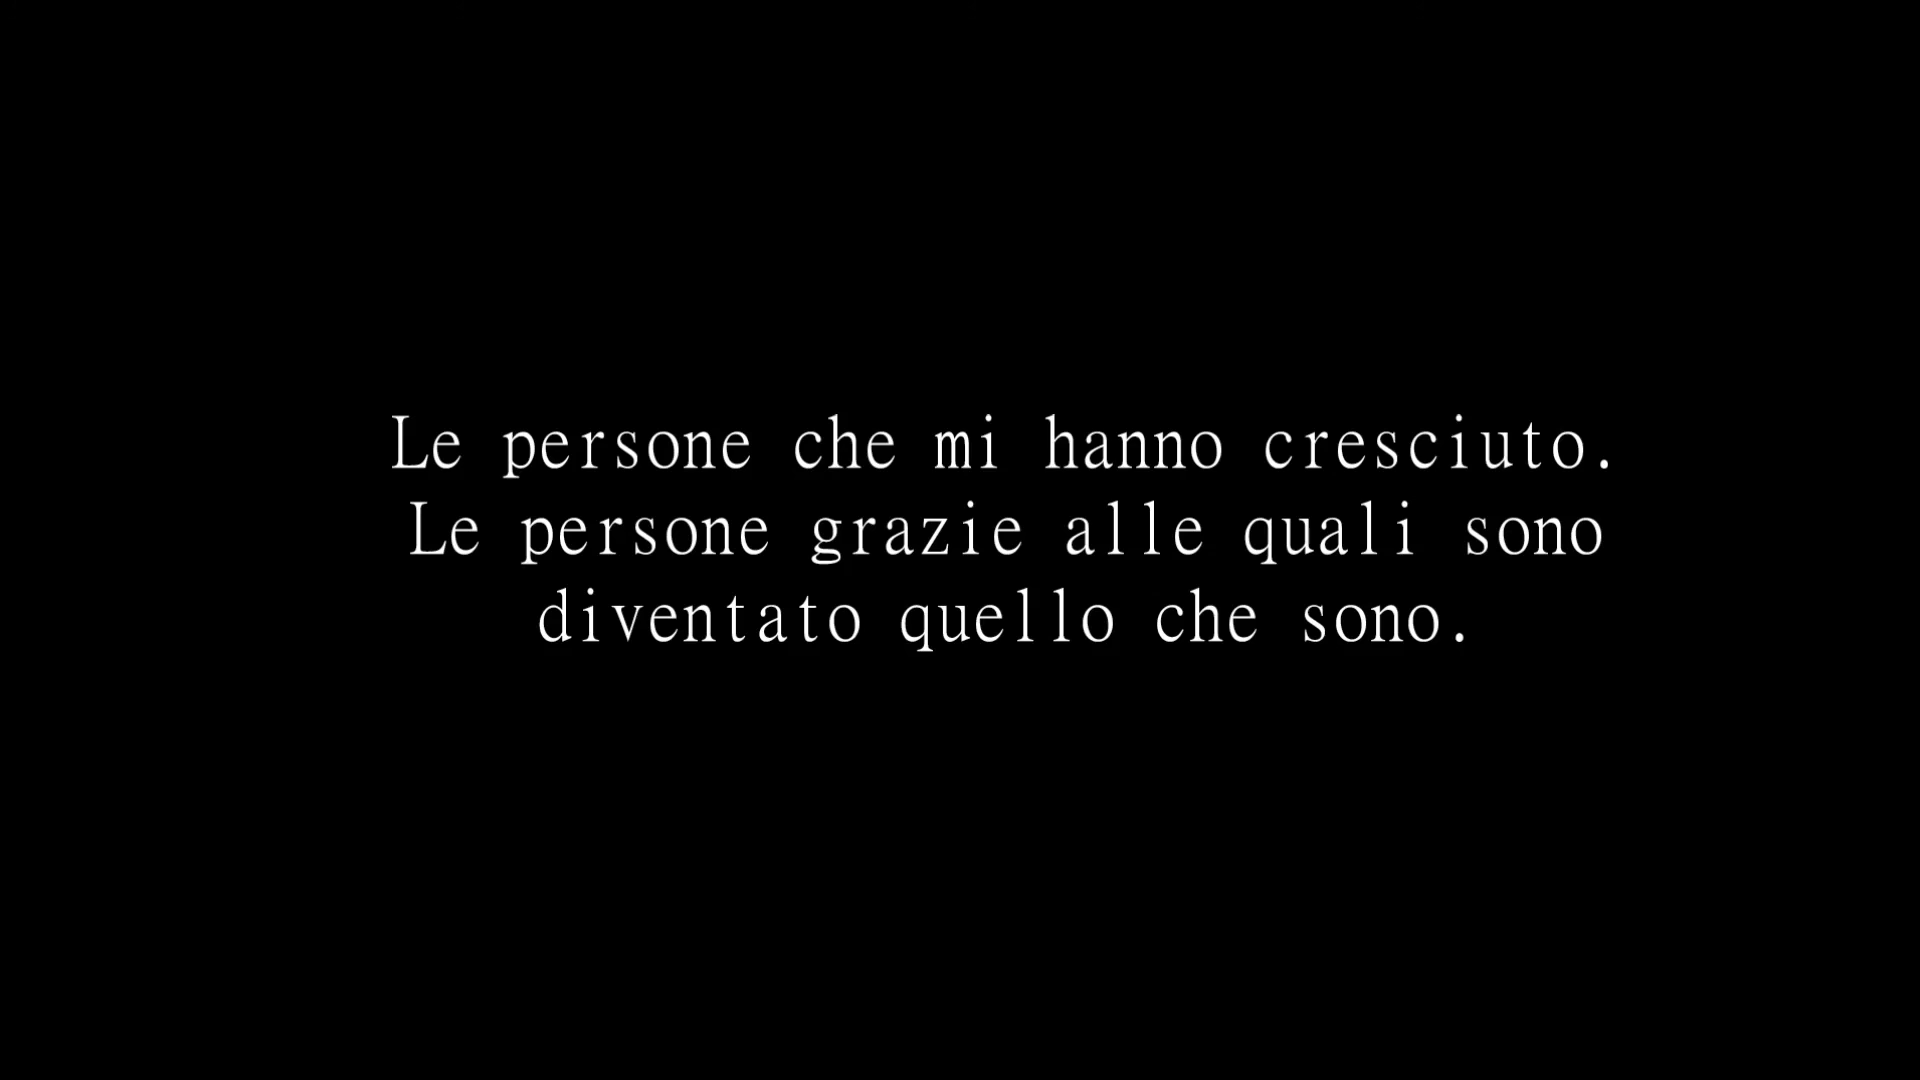 Le persone che mi hanno cresciuto.
Le persone grazie alle quali sono
diventato quello che sono.